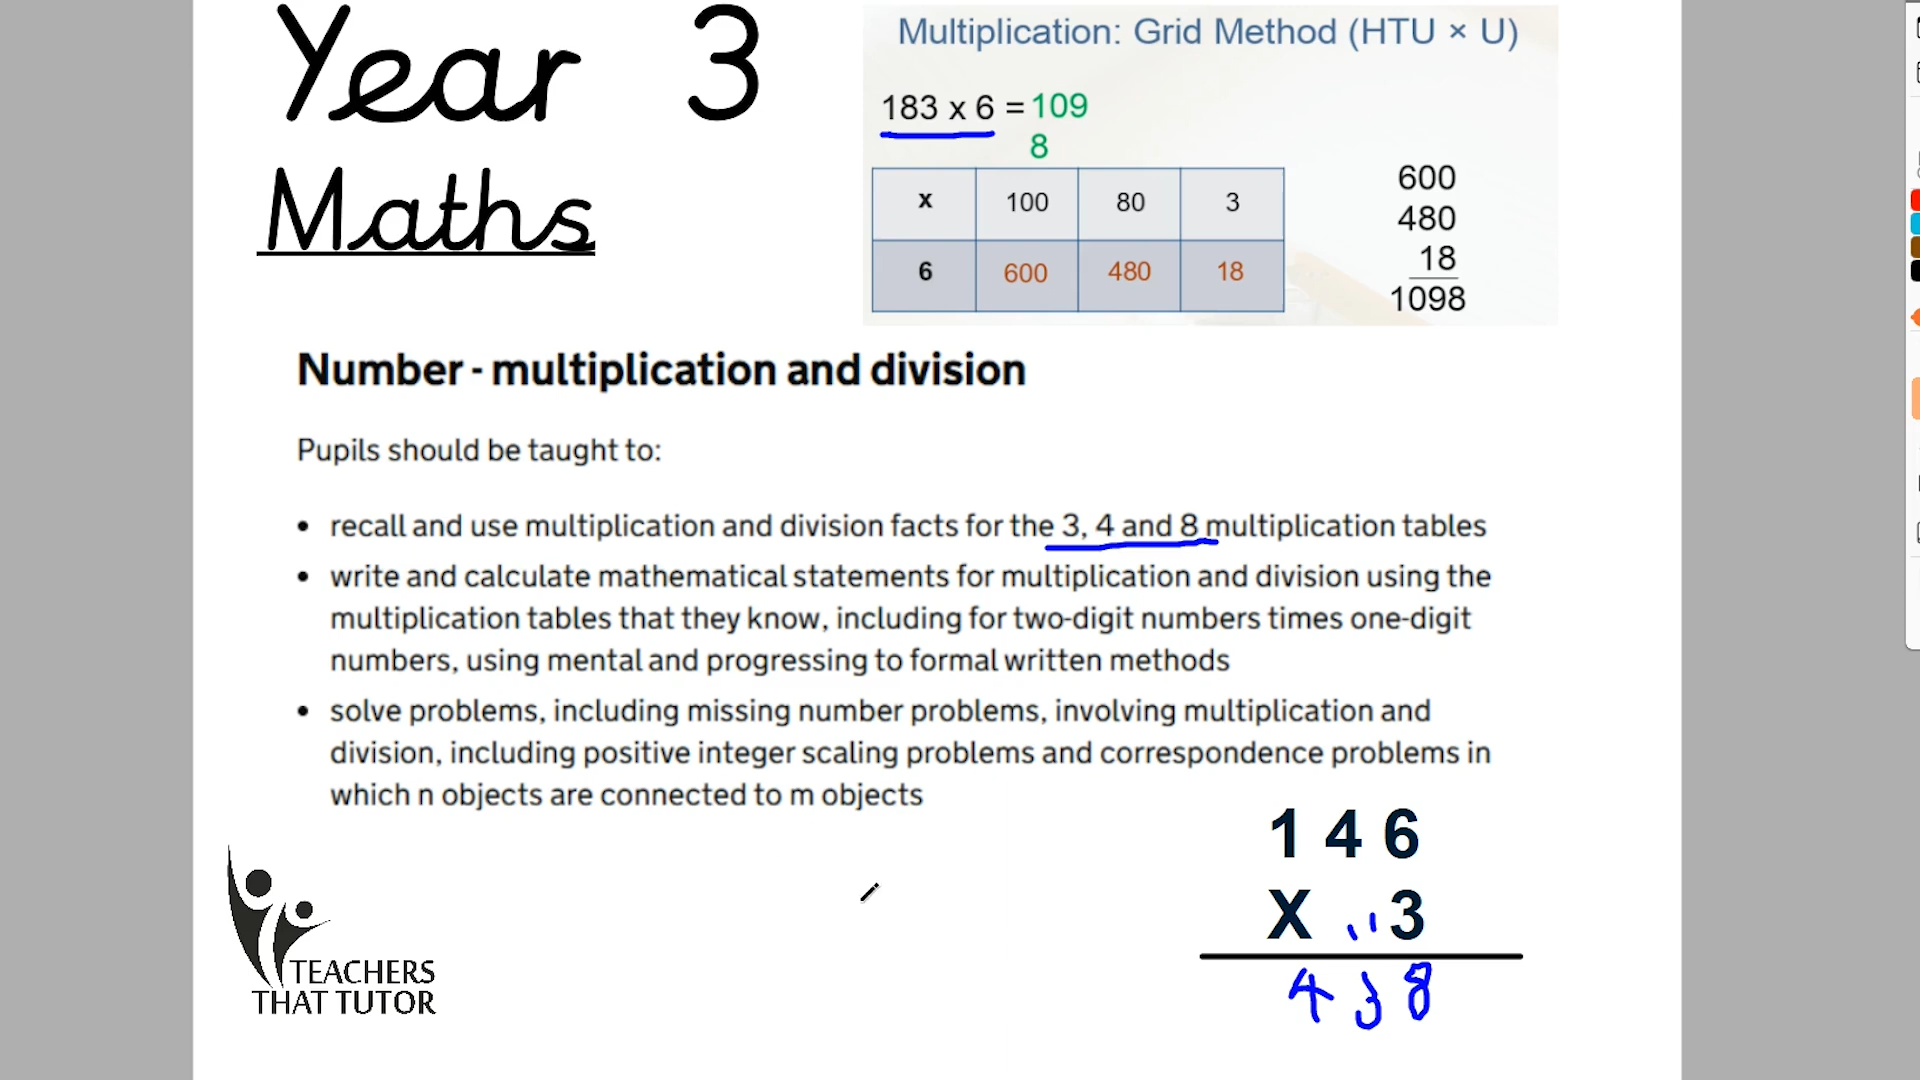 Year 3
Maths
Multiplication: Grid Method (HTU × U)
183 x 6 = 109
8
x 100 80 3
6 600 480 18
600
480
18
1098
Number - multiplication and division
Pupils should be taught to:
• recall and use multiplication and division facts for the 3, 4 and 8 multiplication tables
• write and calculate mathematical statements for multiplication and division using the
multiplication tables that they know, including for two-digit numbers times one-digit
numbers, using mental and progressing to formal written methods
• solve problems, including missing number problems, involving multiplication and
division, including positive integer scaling problems and correspondence problems in
which n objects are connected to m objects
146
X 3
438
TEACHERS
THAT TUTOR